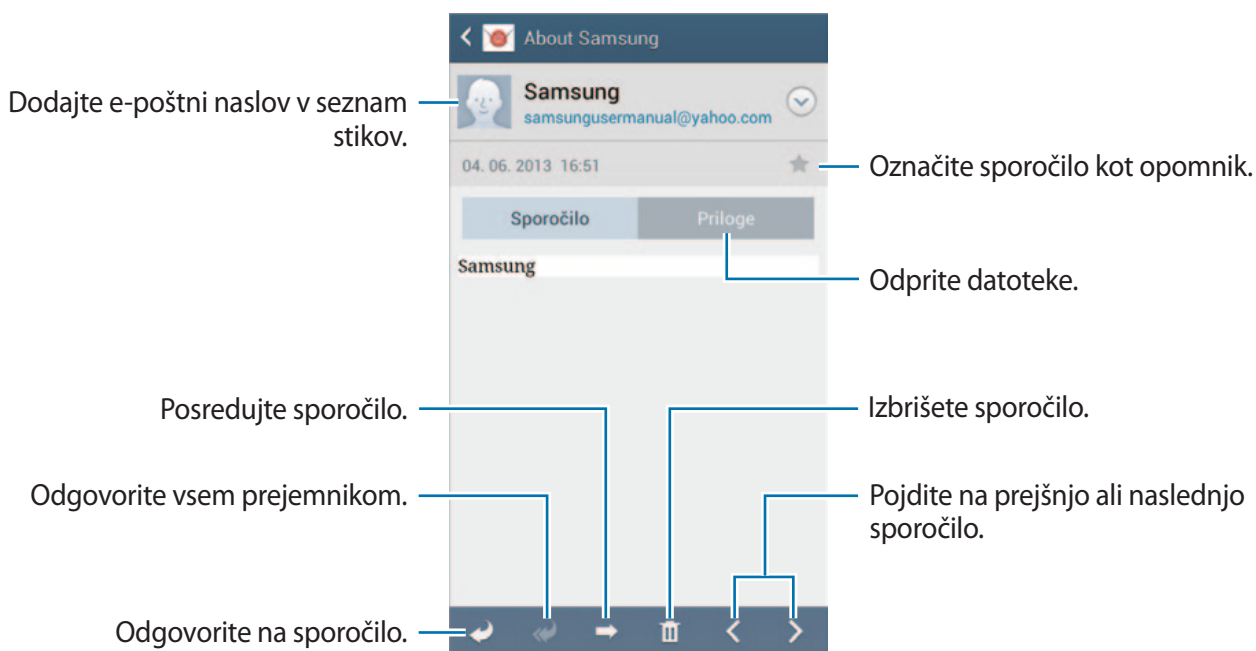 About Samsung
Dodajte e-poštni naslov v seznam
stikov.
Samsung
samsungusermanual@yahoo.com
04. 06. 2013 16:51
Označite sporočilo kot opomnik.
Sporočilo
Priloge
Samsung
Odprite datoteke.
Posredujte sporočilo.
Izbrišete sporočilo.
Odgovorite vsem prejemnikom.
Pojdite na prejšnjo ali naslednjo
sporočilo.
Odgovorite na sporočilo.